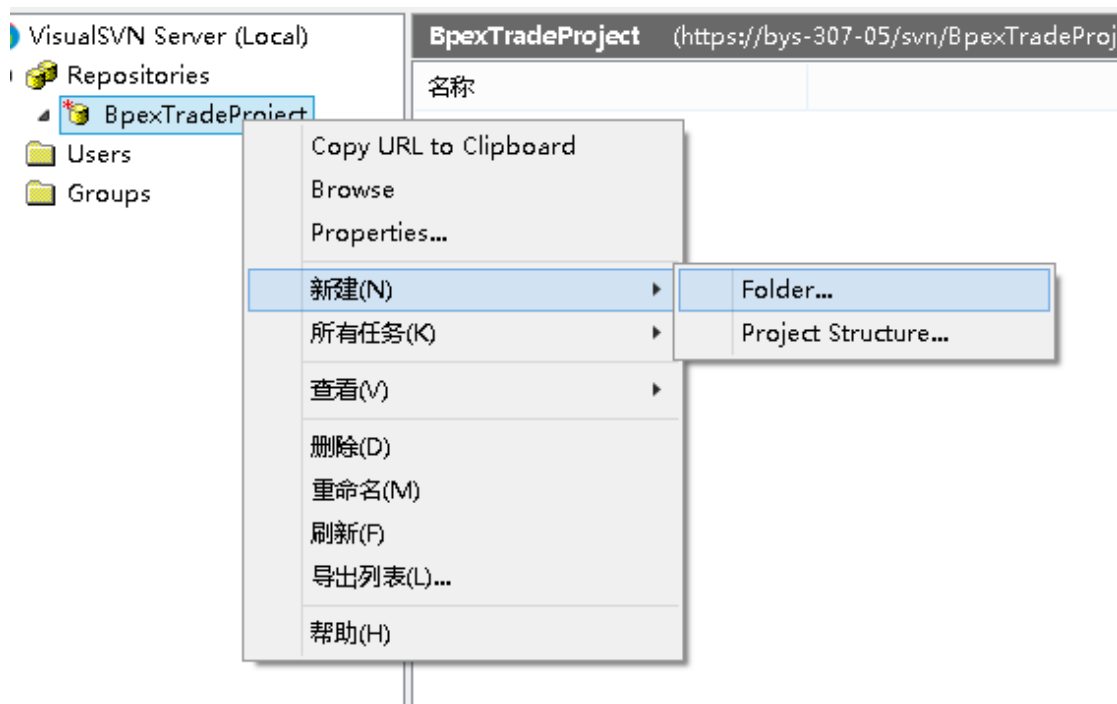 VisualSVN Server (Local)
Repositories
BpexTradeProject
Users
Groups
BpexTradeProject (https://bys-307-05/svn/BpexTradeProj
名称
Copy URL to Clipboard
Browse
Properties...
新建(N)
所有任务(K)
查看(V)
删除(D)
重命名(M)
刷新(F)
导出列表(L)...
帮助(H)
Folder...
Project Structure...